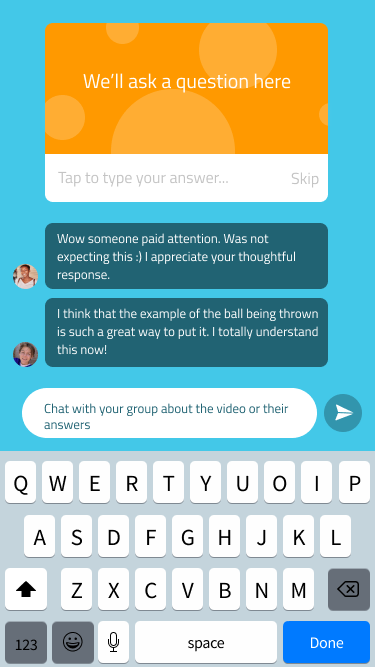 We'll ask a question here
Tap to type your answer... Skip
Wow someone paid attention. Was not
expecting this :) I appreciate your thoughtful
response.
I think that the example of the ball being thrown
is such a great way to put it. I totally understand
this now!
Chat with your group about the video or their
answers
Q W E R T Y U O I P
A S D F G H J K L
Z X C V B N M
123 space Done